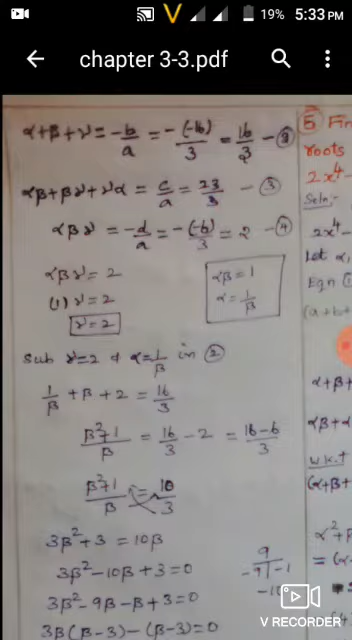 19% 5:33 PM
chapter 3-3.pdf
α+β+γ = -b/a = -(-16)/3 = 16/3 - ②
αβ+βγ+γα = c/a = 23/3 - ③
αβγ = -d/a = -(-6)/3 = 2 - ④
αβγ = 2
(1) γ = 2
γ = 2
αβ = 1
α = 1/β
Sub γ=2 & α=1/β in ②
1/β + β + 2 = 16/3
β²+1/β = 16/3 - 2 = 16-6/3
β²+1/β = 10/3
3β²+3 = 10β
3β²-10β+3=0
3β²-9β-β+3=0
3β(β-3)-(β-3)=0
9
-9 | -1
-10
⑤ Fin
roots
2x⁴-
Soln:-
2x⁴-
Let α,
Eqn ①
(a+b+
α+β+
αβ+α
W.K.T
(α+β+
α²+β
=(α-
V RECORDER